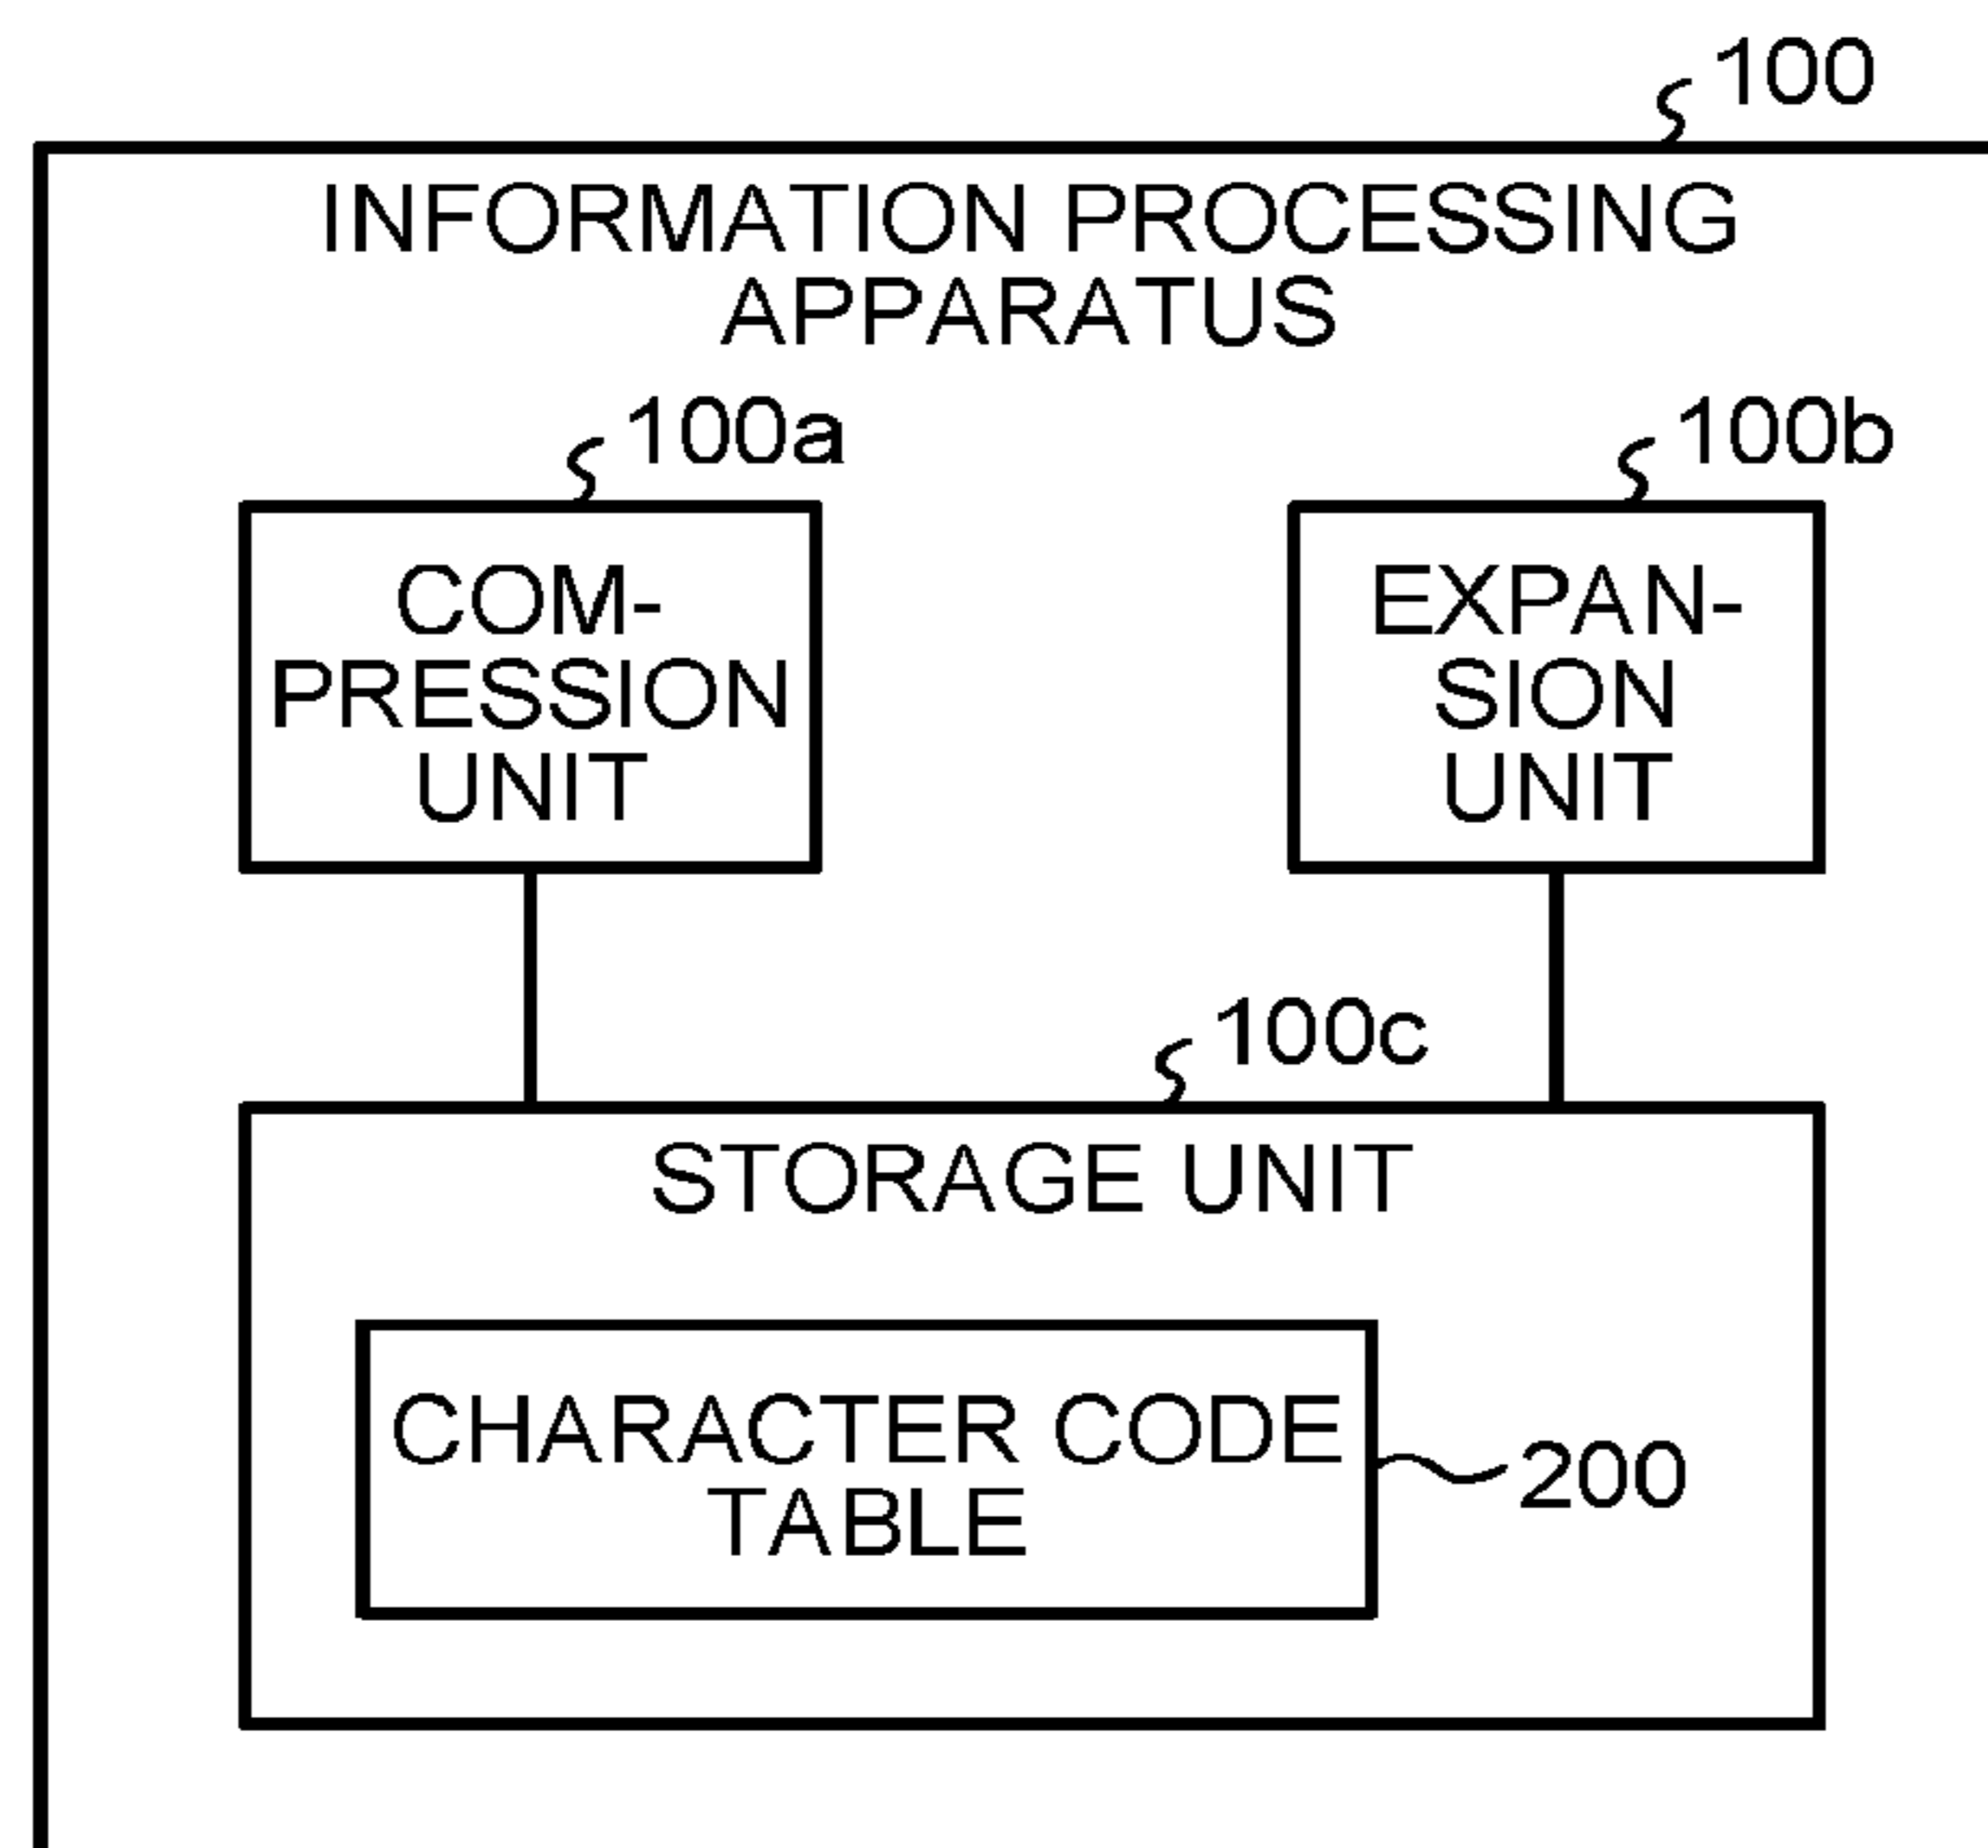 100
INFORMATION PROCESSING
APPARATUS
100a
100b
COM-
PRESSION
UNIT
EXPAN-
SION
UNIT
100c
STORAGE UNIT
CHARACTER CODE
TABLE
200